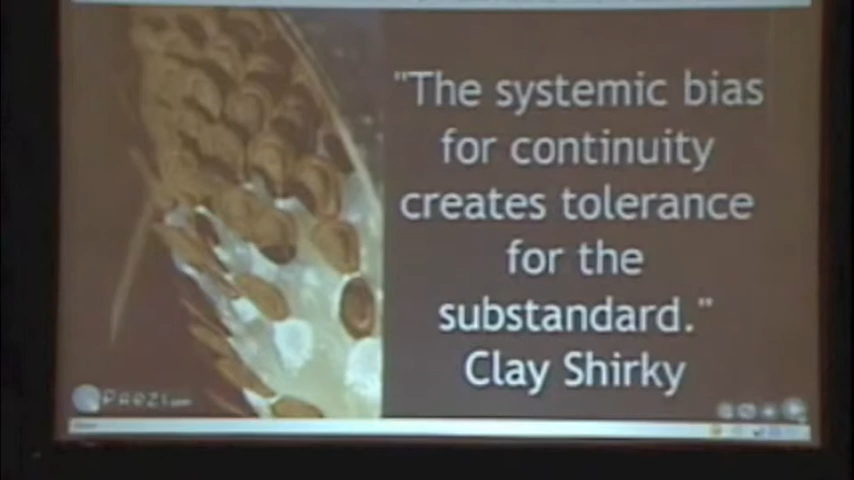 "The systemic bias
for continuity
creates tolerance
for the
substandard."
Clay Shirky